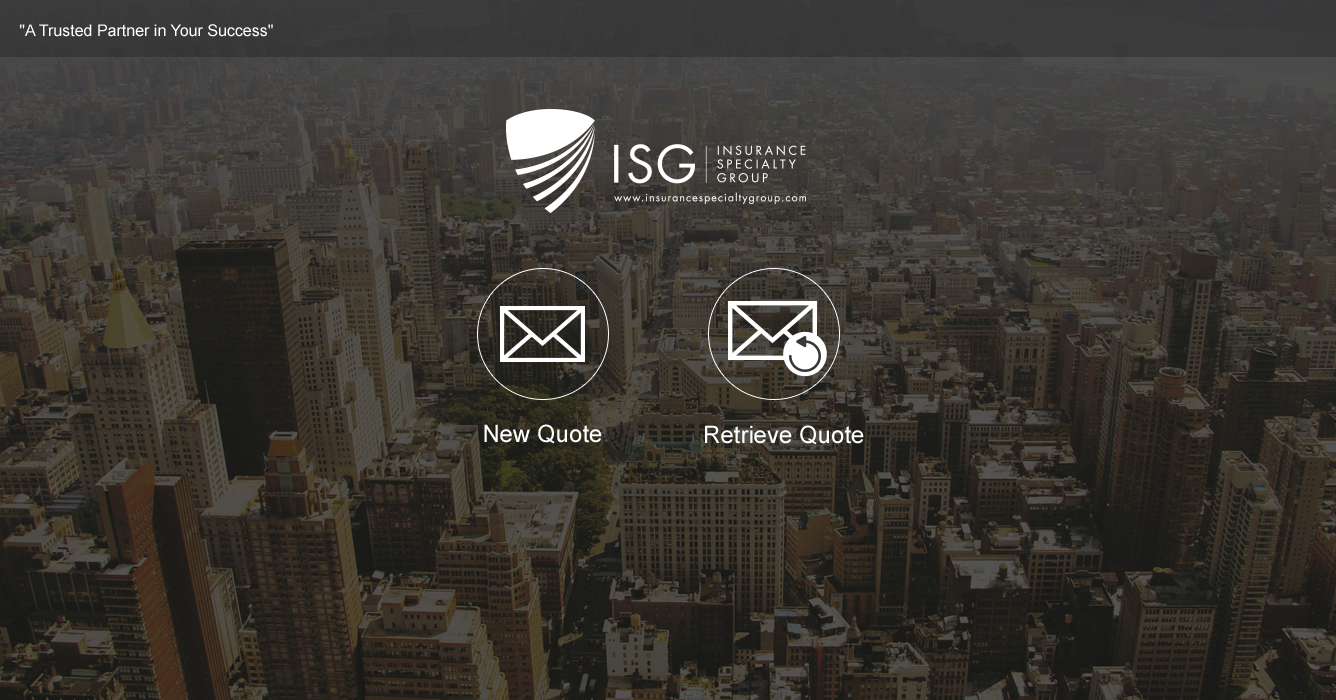 "A Trusted Partner in Your Success"
ISG
INSURANCE
SPECIALTY
GROUP
www.insurancespecialtygroup.com
New Quote
Retrieve Quote